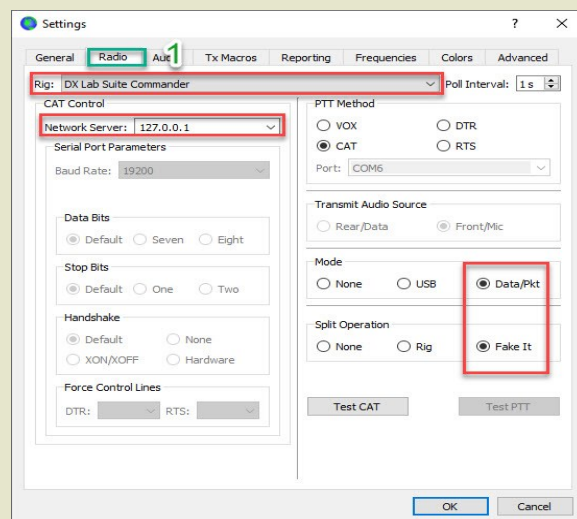 Settings
? ×
General Radio Au 1 Tx Macros Reporting Frequencies Colors Advanced
Rig: DX Lab Suite Commander Poll Interval: 1 s
CAT Control
Network Server: 127.0.0.1
Serial Port Parameters
Baud Rate: 19200
Data Bits
Default Seven Eight
Stop Bits
Default One Two
Handshake
Default None
XON/XOFF Hardware
Force Control Lines
DTR: RTS:
PTT Method
VOX DTR
CAT RTS
Port: COM6
Transmit Audio Source
Rear/Data Front/Mic
Mode
None USB Data/Pkt
Split Operation
None Rig Fake It
Test CAT Test PTT
OK Cancel